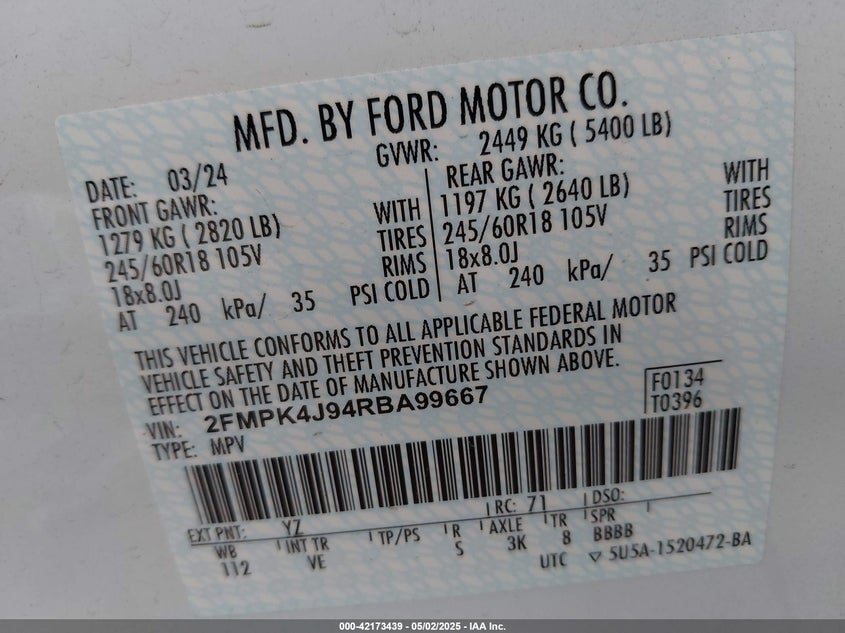 MFD. BY FORD MOTOR CO.
DATE: 03/24 GVWR: 2449 KG ( 5400 LB)
FRONT GAWR: REAR GAWR:
1279 KG ( 2820 LB) WITH 1197 KG ( 2640 LB) WITH
245/60R18 105V TIRES 245/60R18 105V TIRES
18x8.0J RIMS 18x8.0J RIMS
AT 240 kPa/ 35 PSI COLD AT 240 kPa/ 35 PSI COLD
THIS VEHICLE CONFORMS TO ALL APPLICABLE FEDERAL MOTOR
VEHICLE SAFETY AND THEFT PREVENTION STANDARDS IN
EFFECT ON THE DATE OF MANUFACTURE SHOWN ABOVE.
VIN: 2FMPK4J94RBA99667 F0134
TYPE: MPV T0396
EXT PNT: YZ RC: 71 DSO:
WB INT TR TP/PS R AXLE TR SPR
112 VE S 3K 8 BBBB
UTC ▽ 5U5A-1520472-BA
000-42173439 - 05/02/2025 - IAA Inc.